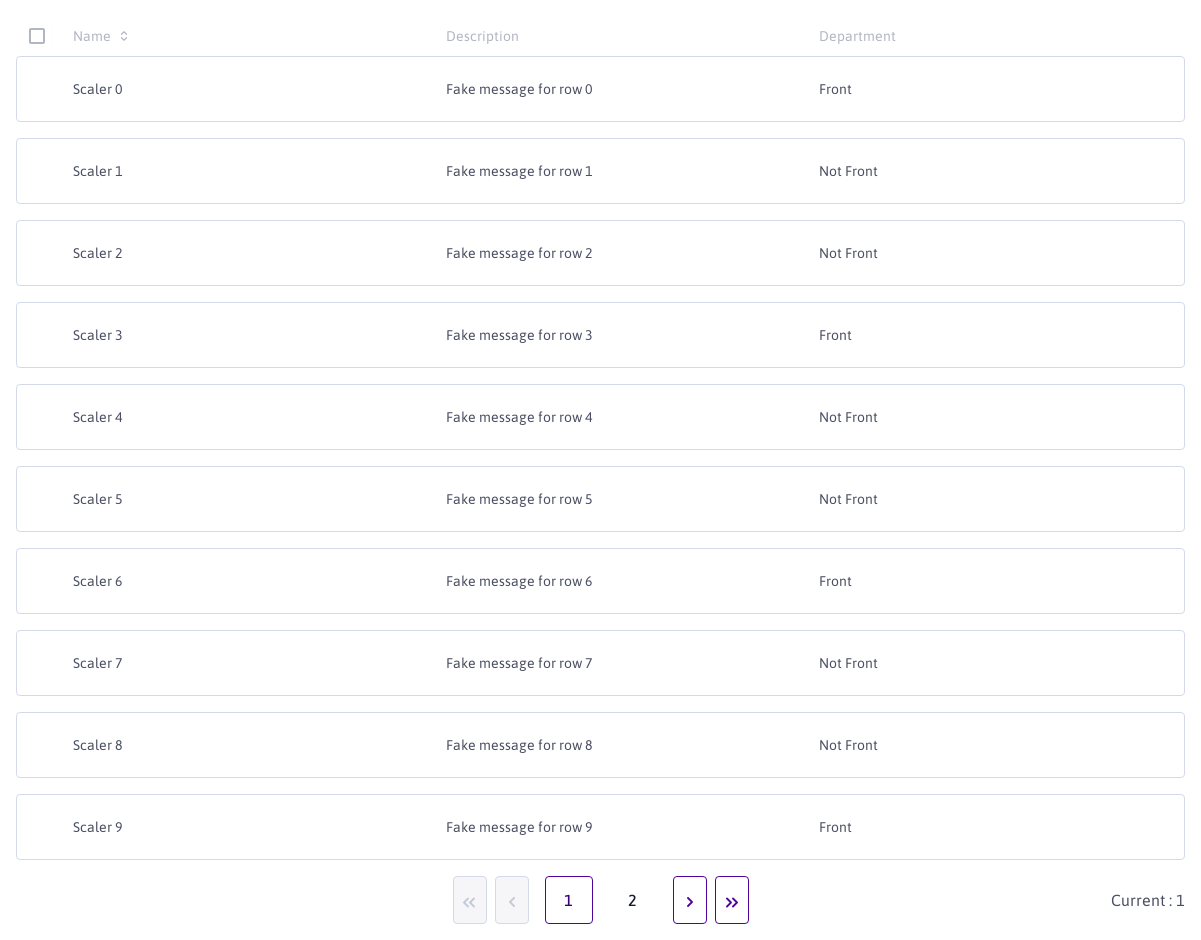 Name Description Department
Scaler 0 Fake message for row 0 Front
Scaler 1 Fake message for row 1 Not Front
Scaler 2 Fake message for row 2 Not Front
Scaler 3 Fake message for row 3 Front
Scaler 4 Fake message for row 4 Not Front
Scaler 5 Fake message for row 5 Not Front
Scaler 6 Fake message for row 6 Front
Scaler 7 Fake message for row 7 Not Front
Scaler 8 Fake message for row 8 Not Front
Scaler 9 Fake message for row 9 Front
1 2 Current : 1